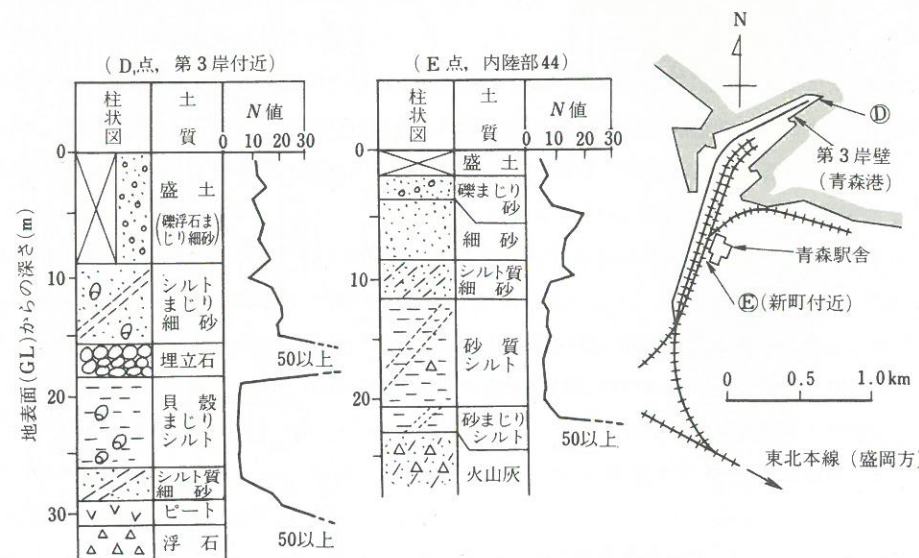 (D₁点, 第3岸付近)
柱状図
土質
N値
0 10 20 30
地表面(GL)からの深さ(m)
0
10
20
30
盛土
(礫浮石まじり細砂)
シルト
まじり
細砂
50以上
埋立石
貝殻
まじり
シルト
シルト質
細砂
ピート
浮石
50以上
(E点, 内陸部44)
柱状図
土質
N値
0 10 20 30
0
10
20
盛土
礫まじり
砂
細砂
シルト質
細砂
砂質
シルト
砂まじり
シルト
50以上
火山灰
N
Ⓓ
第3岸壁
(青森港)
青森駅舎
Ⓔ(新町付近)
0 0.5 1.0km
東北本線(盛岡方